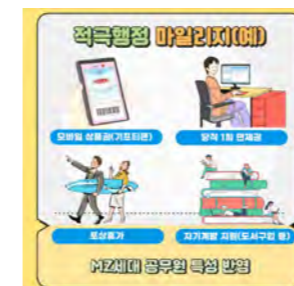 적극행정 마일리지(예)
모바일 상품권(기프티콘)
당직 1회 면제권
포상휴가
자기계발 지원(도서구입 등)
MZ세대 공무원 특성 반영